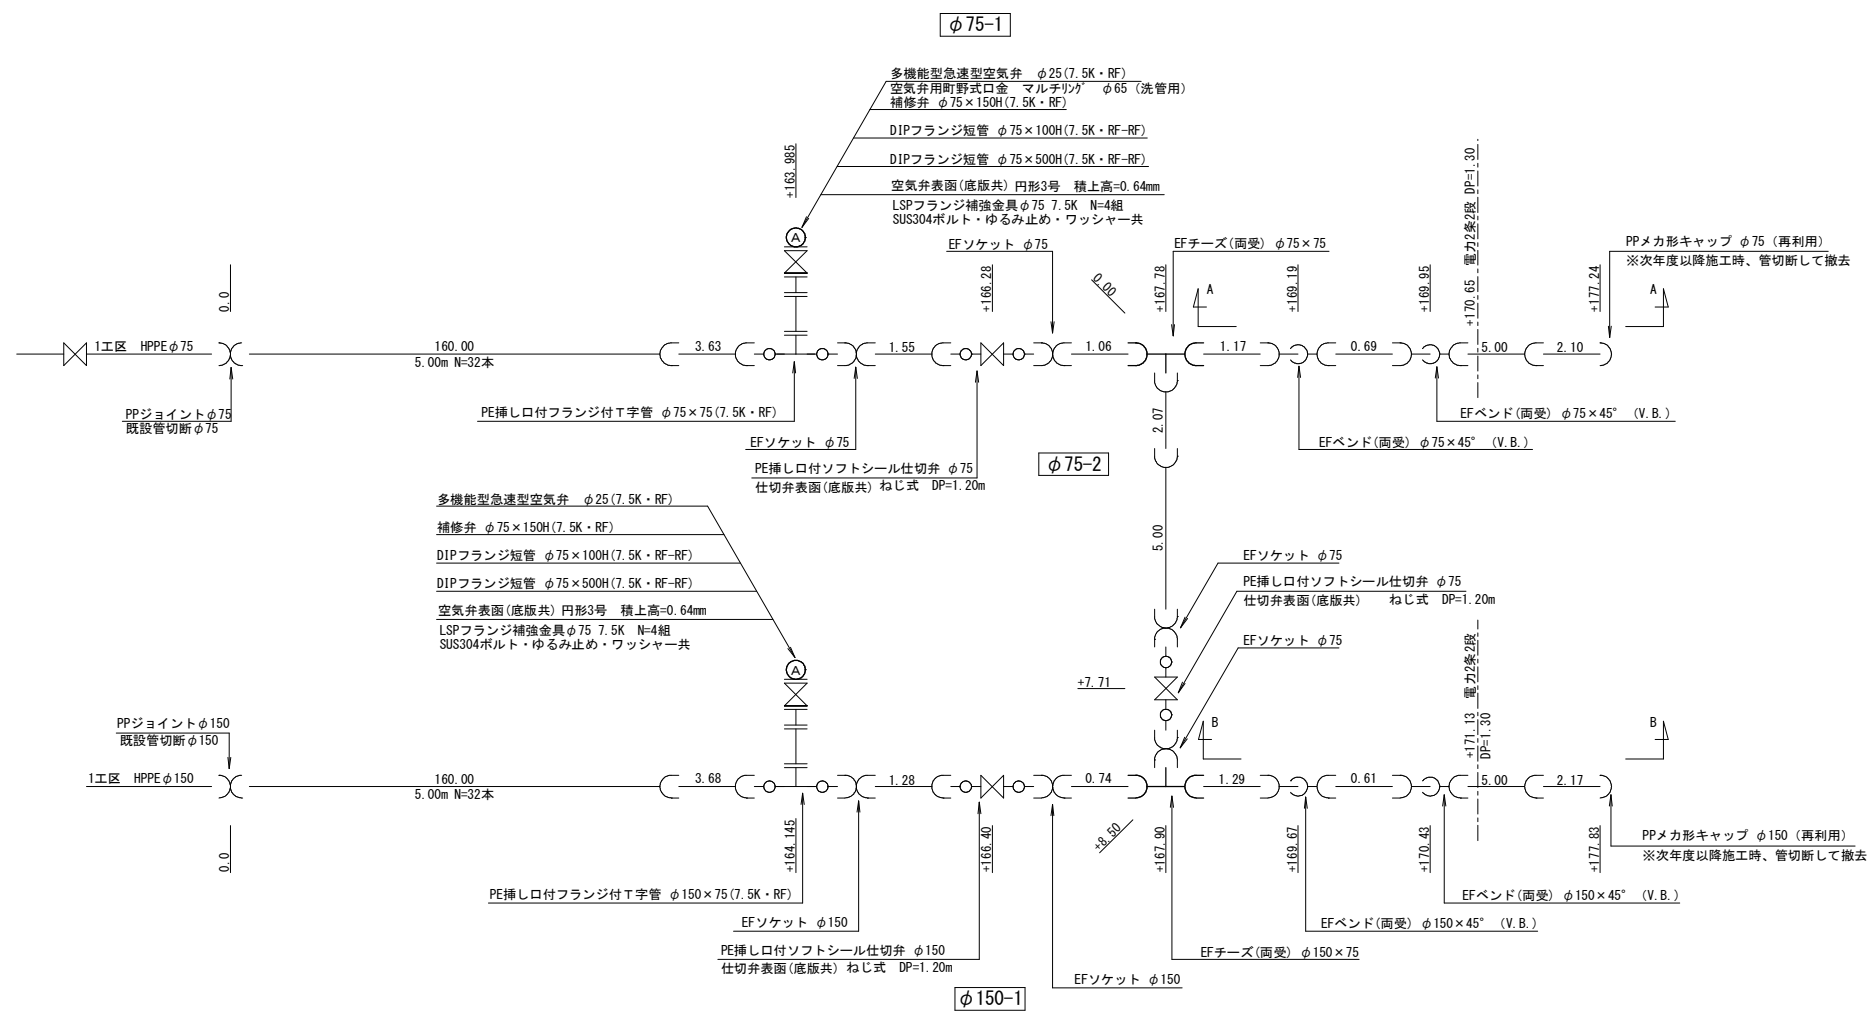 φ75-1
多機能型急速型空気弁 φ25(7.5K・RF)
空気弁用町野式口金 マルチリング φ65 (洗管用)
補修弁 φ75×150H(7.5K・RF)
DIPフランジ短管 φ75×100H(7.5K・RF-RF)
DIPフランジ短管 φ75×500H(7.5K・RF-RF)
空気弁表函(底版共) 円形3号 積上高=0.64mm
LSPフランジ補強金具φ75 7.5K N=4組
SUS304ボルト・ゆるみ止め・ワッシャー共
+163.985
A
EFソケット φ75
EFチーズ(両受) φ75×75
PPメカ形キャップ φ75 (再利用)
※次年度以降施工時、管切断して撤去
0.0
+166.28
0.00
+167.78
A
+169.19
+169.95
+170.65 電力2条2段 DP=1.30
+177.24
A
1工区 HPPEφ75
160.00
5.00m N=32本
3.63
1.55
1.06
1.17
0.69
5.00
2.10
PPジョイントφ75
既設管切断φ75
PE挿し口付フランジ付T字管 φ75×75(7.5K・RF)
EFソケット φ75
PE挿し口付ソフトシール仕切弁 φ75
仕切弁表函(底版共) ねじ式 DP=1.20m
2.07
EFベンド(両受) φ75×45° (V.B.)
EFベンド(両受) φ75×45° (V.B.)
φ75-2
5.00
多機能型急速型空気弁 φ25(7.5K・RF)
補修弁 φ75×150H(7.5K・RF)
DIPフランジ短管 φ75×100H(7.5K・RF-RF)
DIPフランジ短管 φ75×500H(7.5K・RF-RF)
空気弁表函(底版共) 円形3号 積上高=0.64mm
LSPフランジ補強金具φ75 7.5K N=4組
SUS304ボルト・ゆるみ止め・ワッシャー共
A
EFソケット φ75
PE挿し口付ソフトシール仕切弁 φ75
仕切弁表函(底版共) ねじ式 DP=1.20m
EFソケット φ75
+7.71
B
+171.13 電力2条2段
DP=1.30
B
PPジョイントφ150
既設管切断φ150
1工区 HPPEφ150
160.00
5.00m N=32本
3.68
1.28
0.74
1.29
0.61
5.00
2.17
0.0
+164.145
+166.40
+8.50
+167.90
+169.67
+170.43
+177.83
PPメカ形キャップ φ150 (再利用)
※次年度以降施工時、管切断して撤去
PE挿し口付フランジ付T字管 φ150×75(7.5K・RF)
EFソケット φ150
PE挿し口付ソフトシール仕切弁 φ150
仕切弁表函(底版共) ねじ式 DP=1.20m
EFベンド(両受) φ150×45° (V.B.)
EFベンド(両受) φ150×45° (V.B.)
EFチーズ(両受) φ150×75
EFソケット φ150
φ150-1